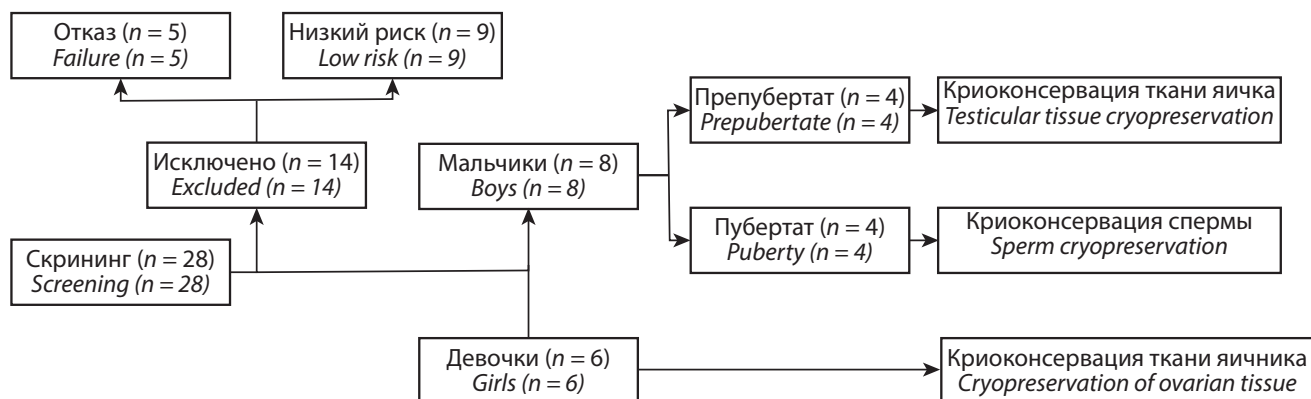 Отказ (n = 5)
Failure (n = 5)
Низкий риск (n = 9)
Low risk (n = 9)
Препубертат (n = 4)
Prepubertate (n = 4)
Криоконсервация ткани яичка
Testicular tissue cryopreservation
Исключено (n = 14)
Excluded (n = 14)
Мальчики (n = 8)
Boys (n = 8)
Пубертат (n = 4)
Puberty (n = 4)
Криоконсервация спермы
Sperm cryopreservation
Скрининг (n = 28)
Screening (n = 28)
Девочки (n = 6)
Girls (n = 6)
Криоконсервация ткани яичника
Cryopreservation of ovarian tissue